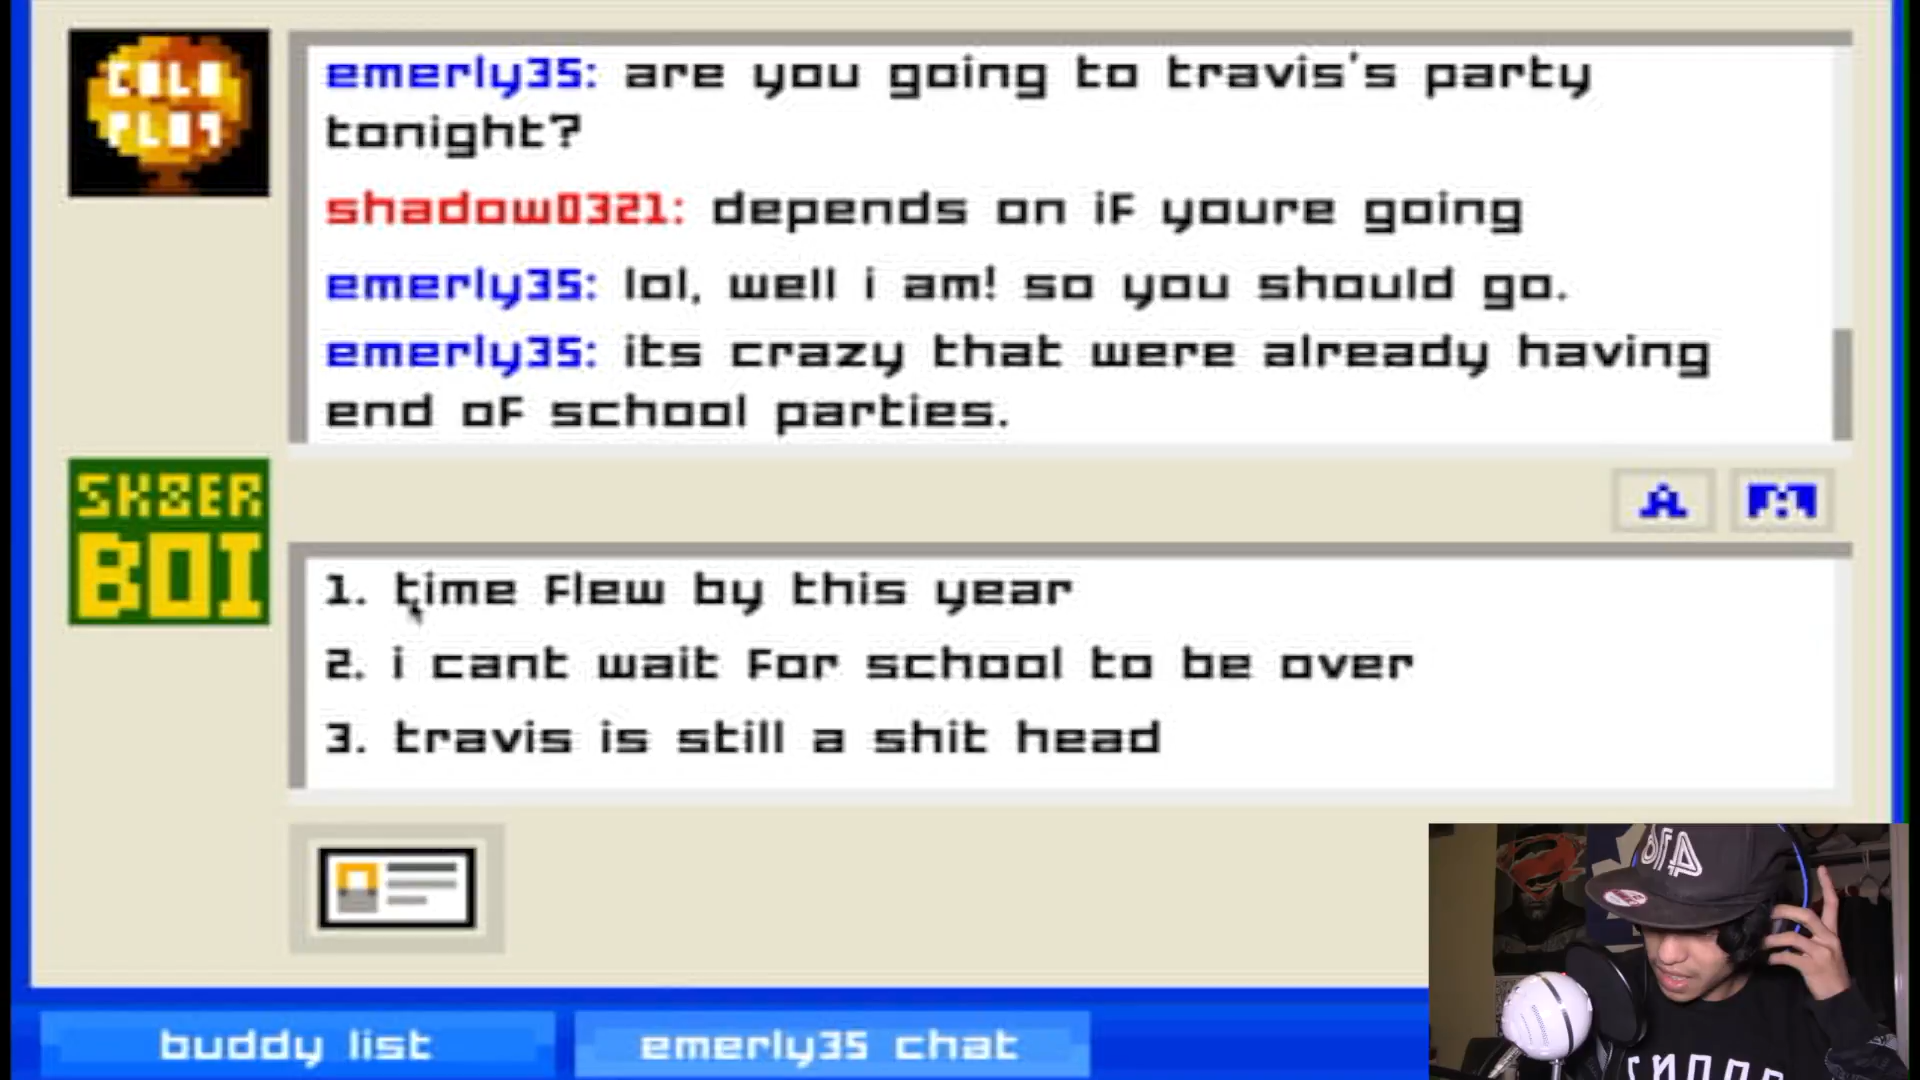 COLD
PLAY
emerly35: are you going to travis's party
tonight?
shadow0321: depends on if youre going
emerly35: lol, well i am! so you should go.
emerly35: its crazy that were already having
end of school parties.
SK8ER
BOI
A
1. time flew by this year
2. i cant wait for school to be over
3. travis is still a shit head
buddy list
emerly35 chat